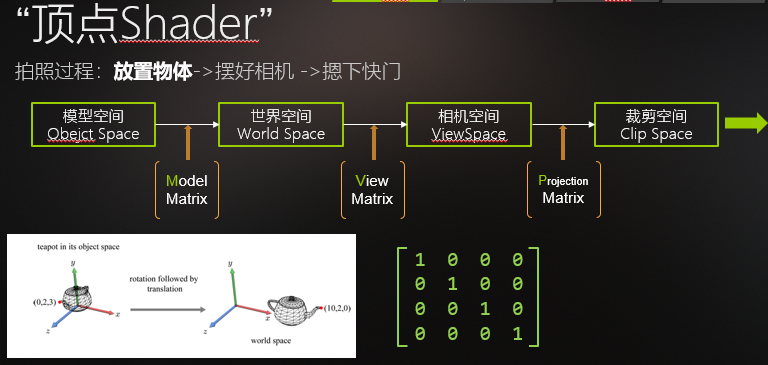 “顶点Shader”
拍照过程：放置物体->摆好相机 ->摁下快门
模型空间
Obejct Space
世界空间
World Space
相机空间
ViewSpace
裁剪空间
Clip Space
Model
Matrix
View
Matrix
Projection
Matrix
teapot in its object space
y
(0,2,3)
x
z
rotation followed by
translation
y
x
z
(10,2,0)
world space
1 0 0 0
0 1 0 0
0 0 1 0
0 0 0 1